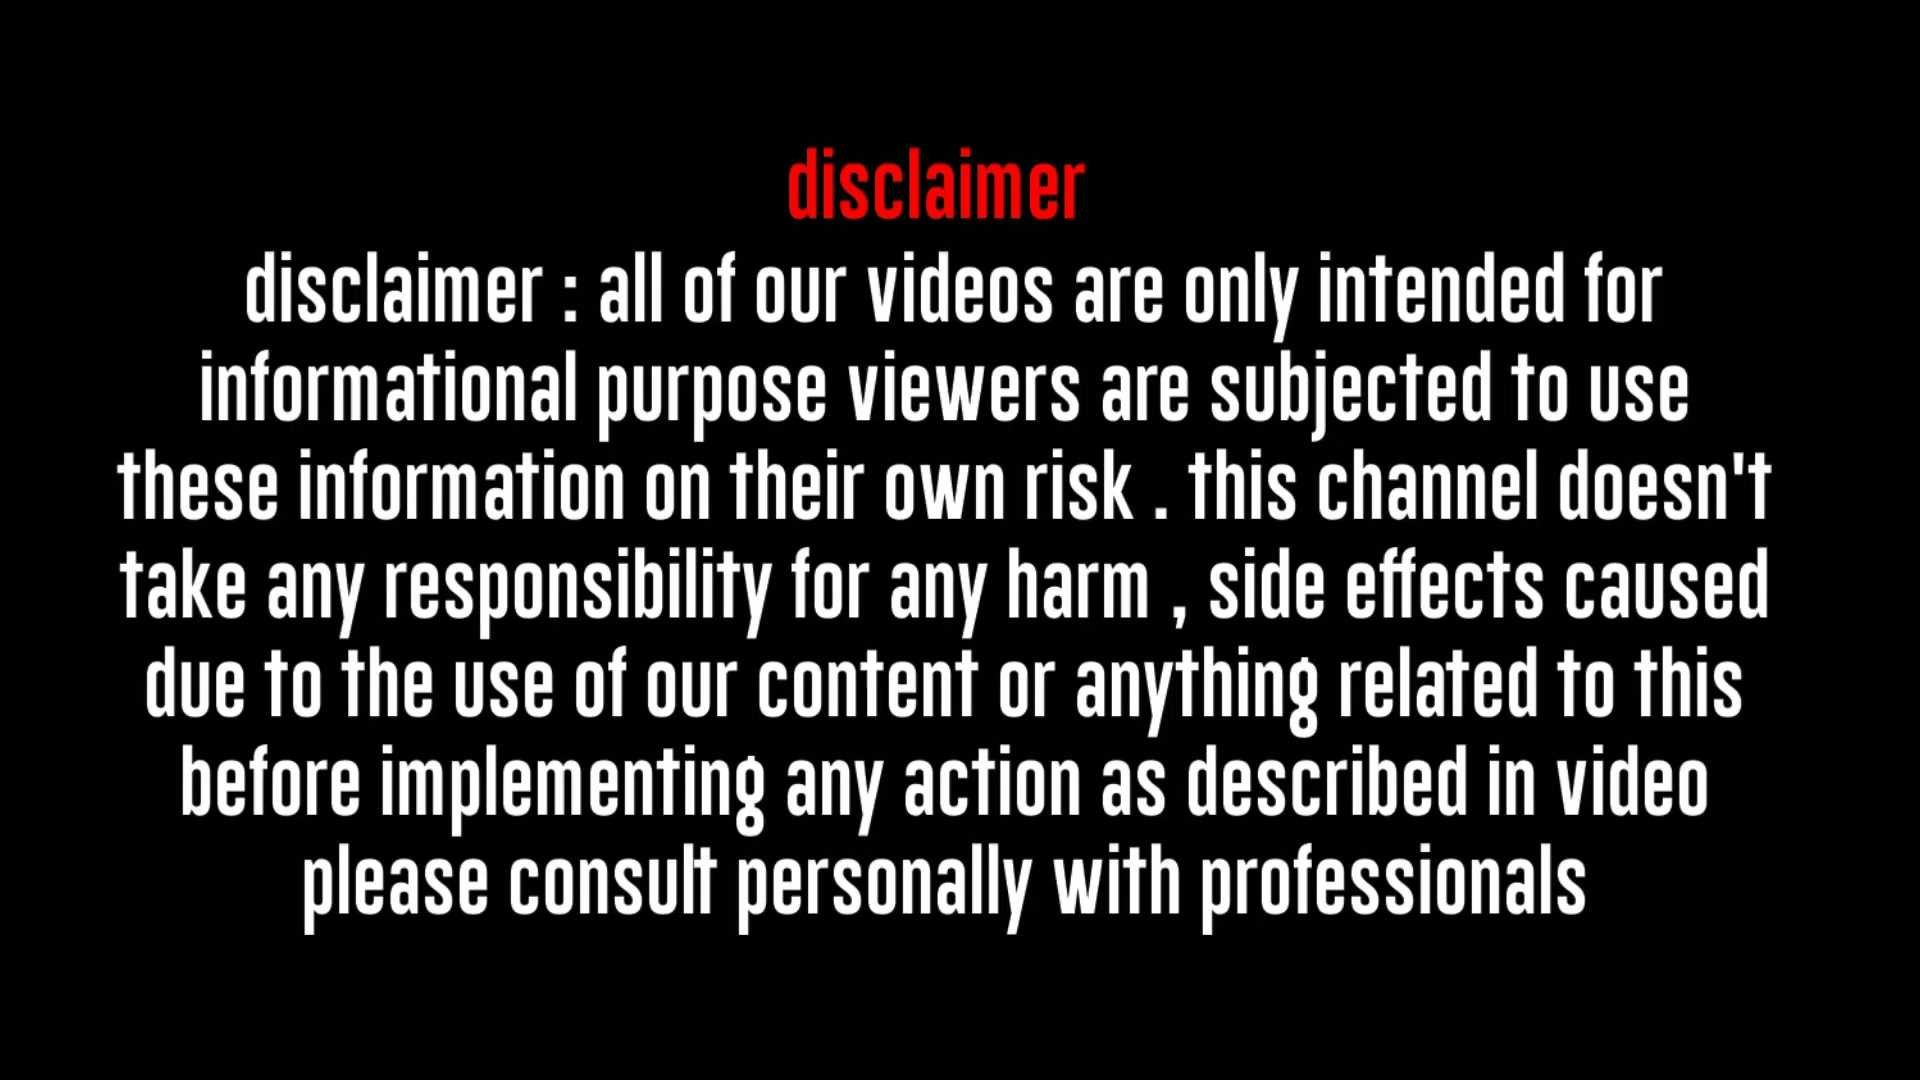 disclaimer
disclaimer : all of our videos are only intended for
informational purpose viewers are subjected to use
these information on their own risk . this channel doesn't
take any responsibility for any harm , side effects caused
due to the use of our content or anything related to this
before implementing any action as described in video
please consult personally with professionals